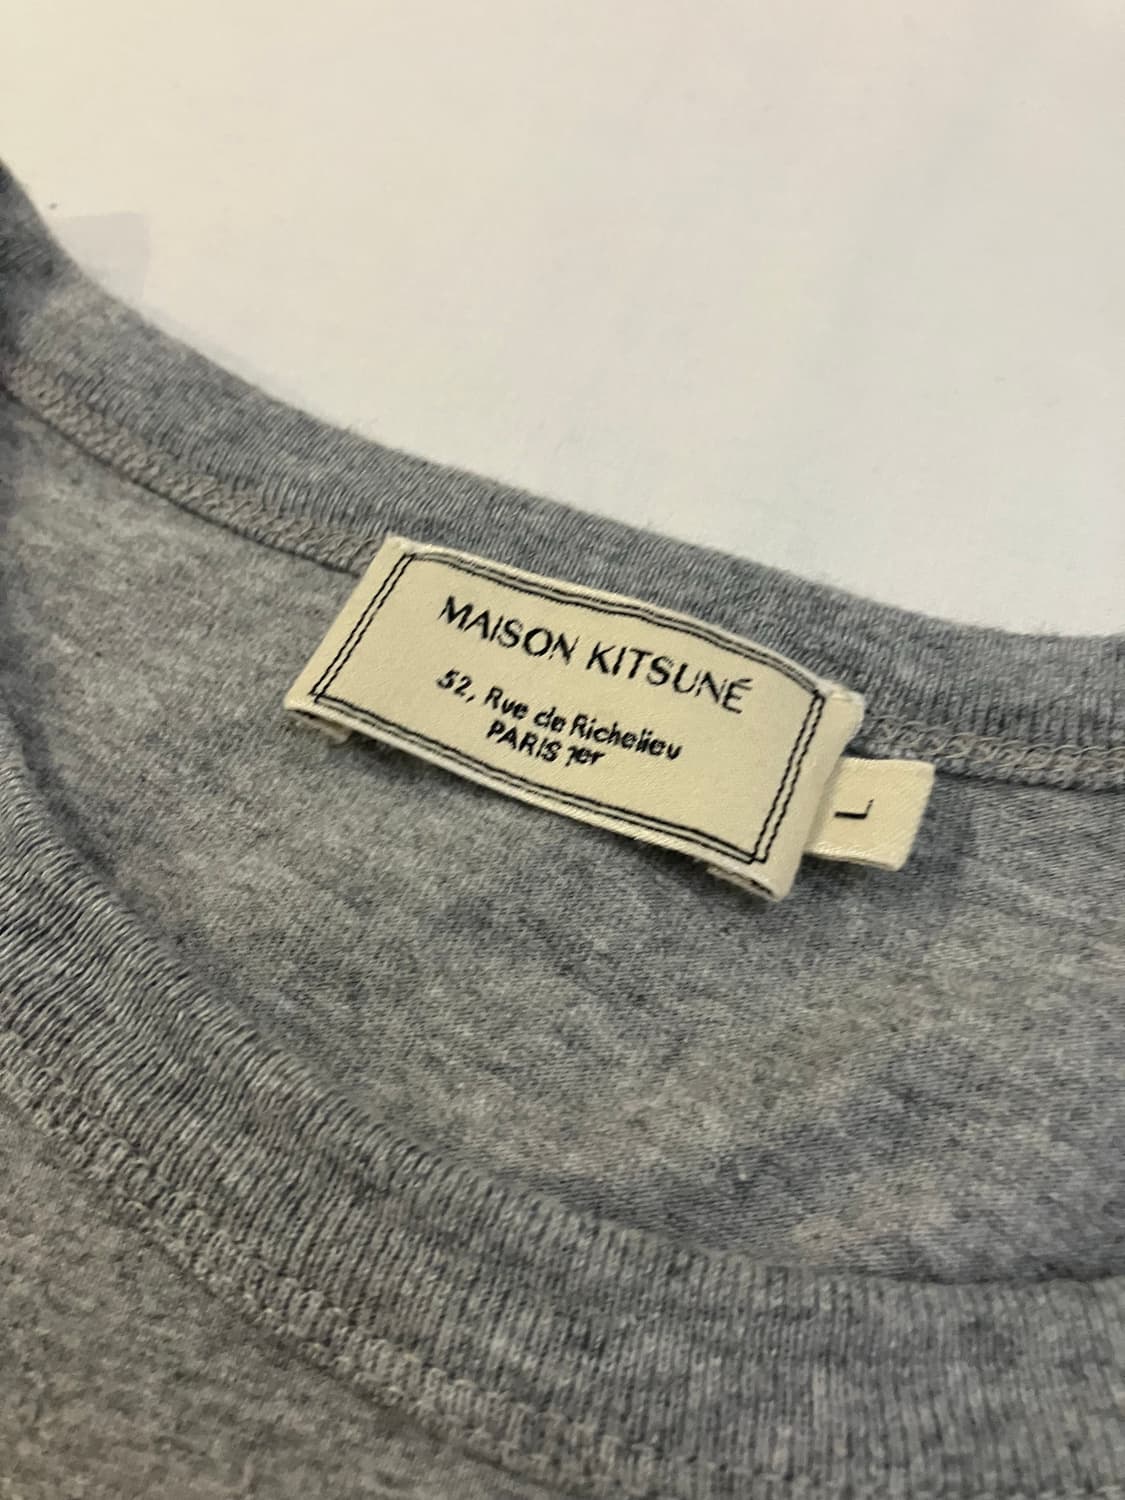 MAISON KITSUNÉ
52, Rue de Richelieu
PARIS 1er
L